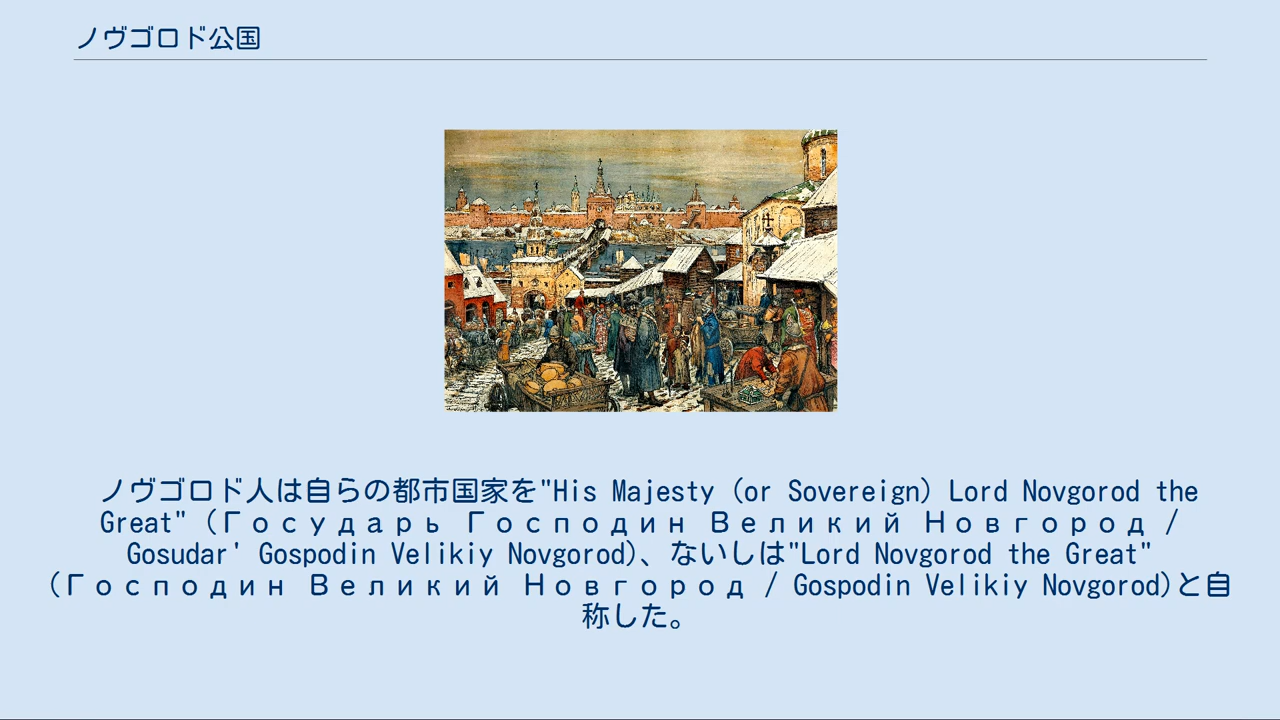 ノヴゴロド公国
ノヴゴロド人は自らの都市国家を"His Majesty (or Sovereign) Lord Novgorod the
Great" (Государь Господин Великий Новгород /
Gosudar' Gospodin Velikiy Novgorod)、ないしは"Lord Novgorod the Great"
(Господин Великий Новгород / Gospodin Velikiy Novgorod)と自
称した。